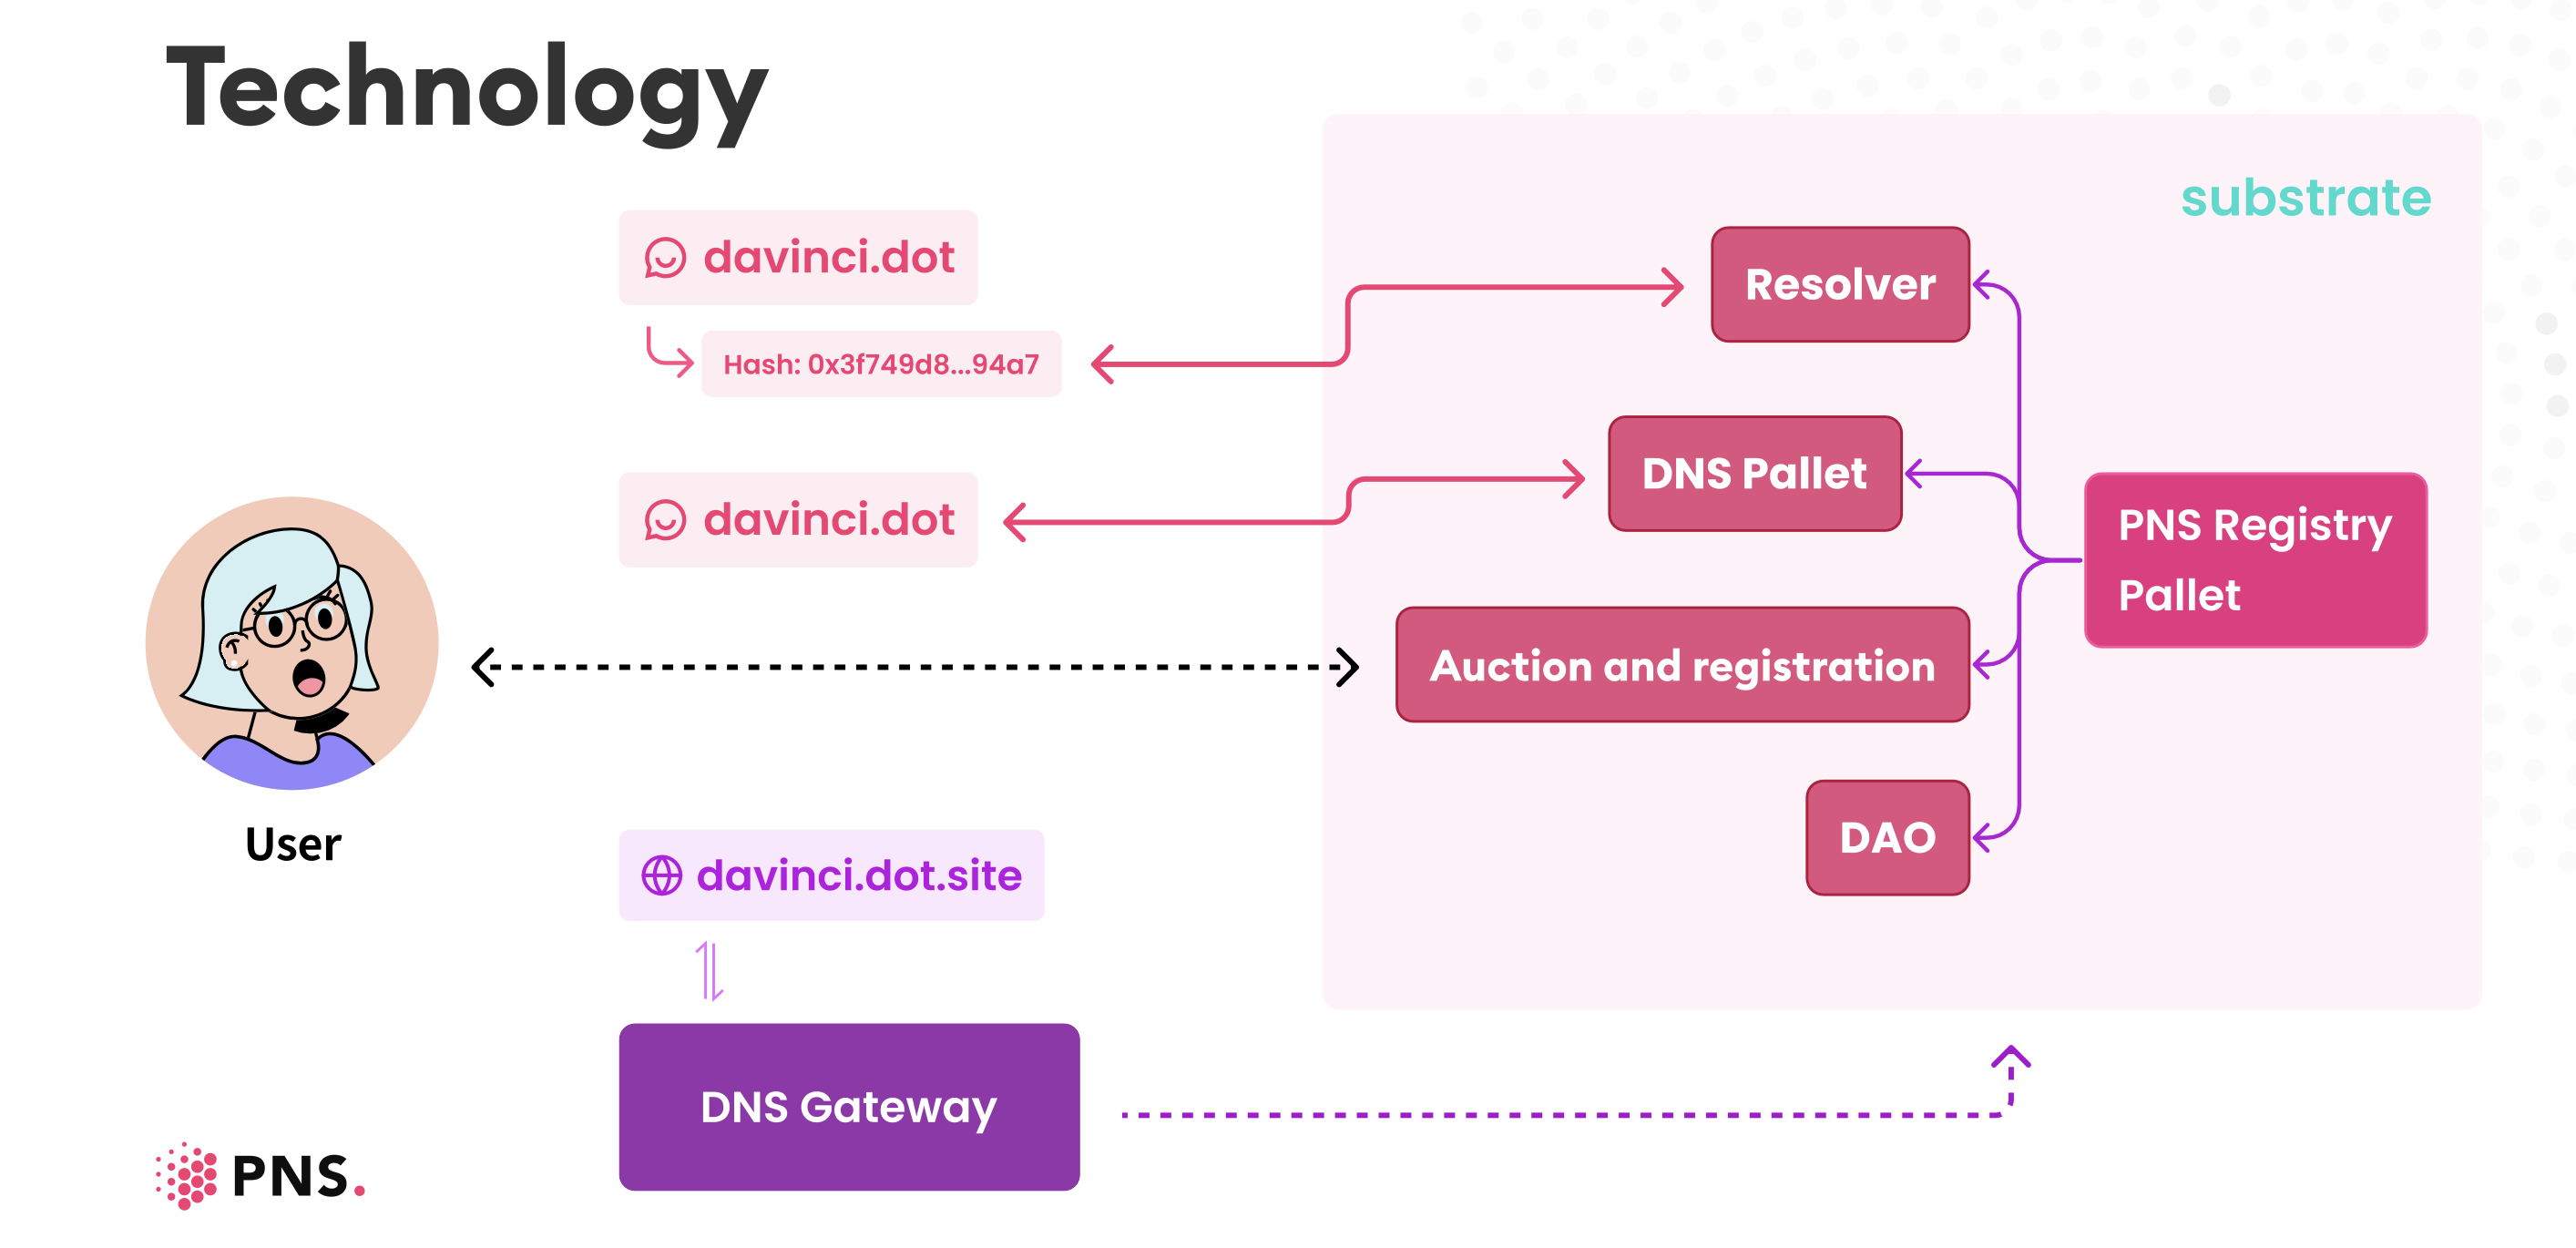 Technology
substrate
davinci.dot
Hash: 0x3f749d8...94a7
Resolver
davinci.dot
DNS Pallet
PNS Registry
Pallet
Auction and registration
User
DAO
davinci.dot.site
DNS Gateway
PNS.